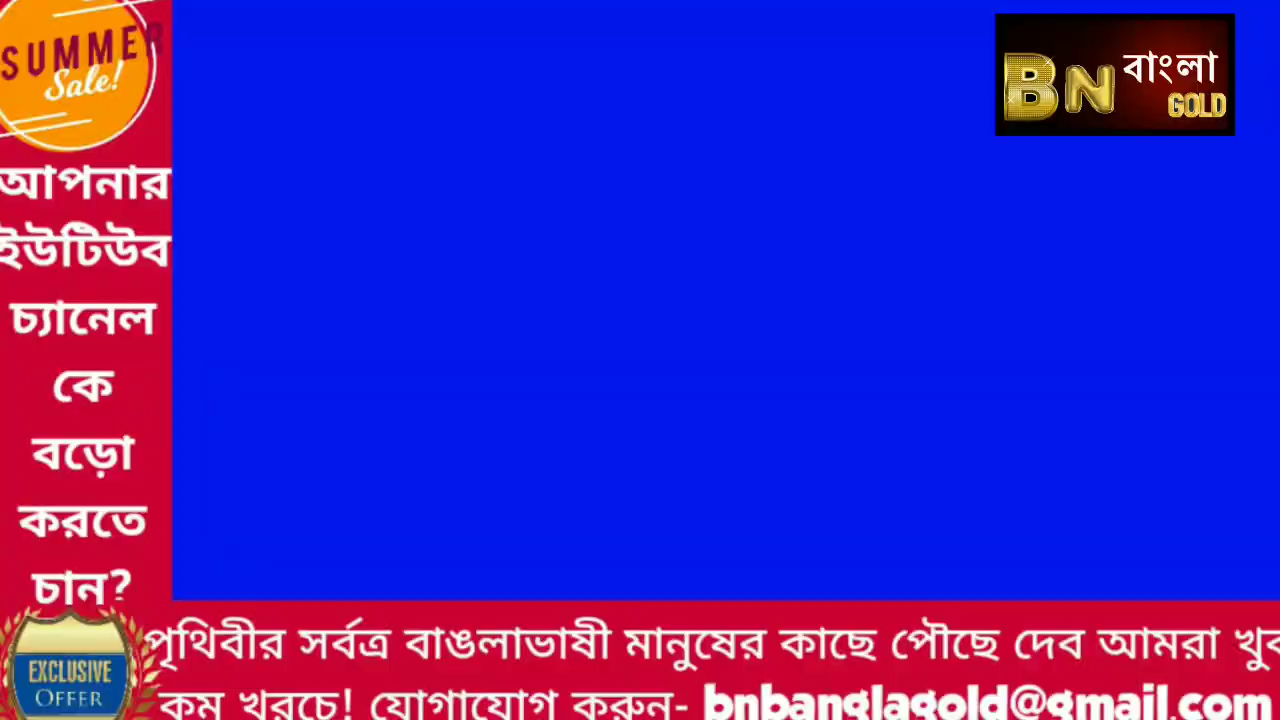 SUMMER
Sale!
আপনার
ইউটিউব
চ্যানেল
কে
বড়ো
করতে
চান?
BN বাংলা
GOLD
পৃথিবীর সর্বত্র বাঙলাভাষী মানুষের কাছে পৌছে দেব আমরা খুব
কম খরচে! যোগাযোগ করুন- bnbanglagold@gmail.com
EXCLUSIVE
OFFER